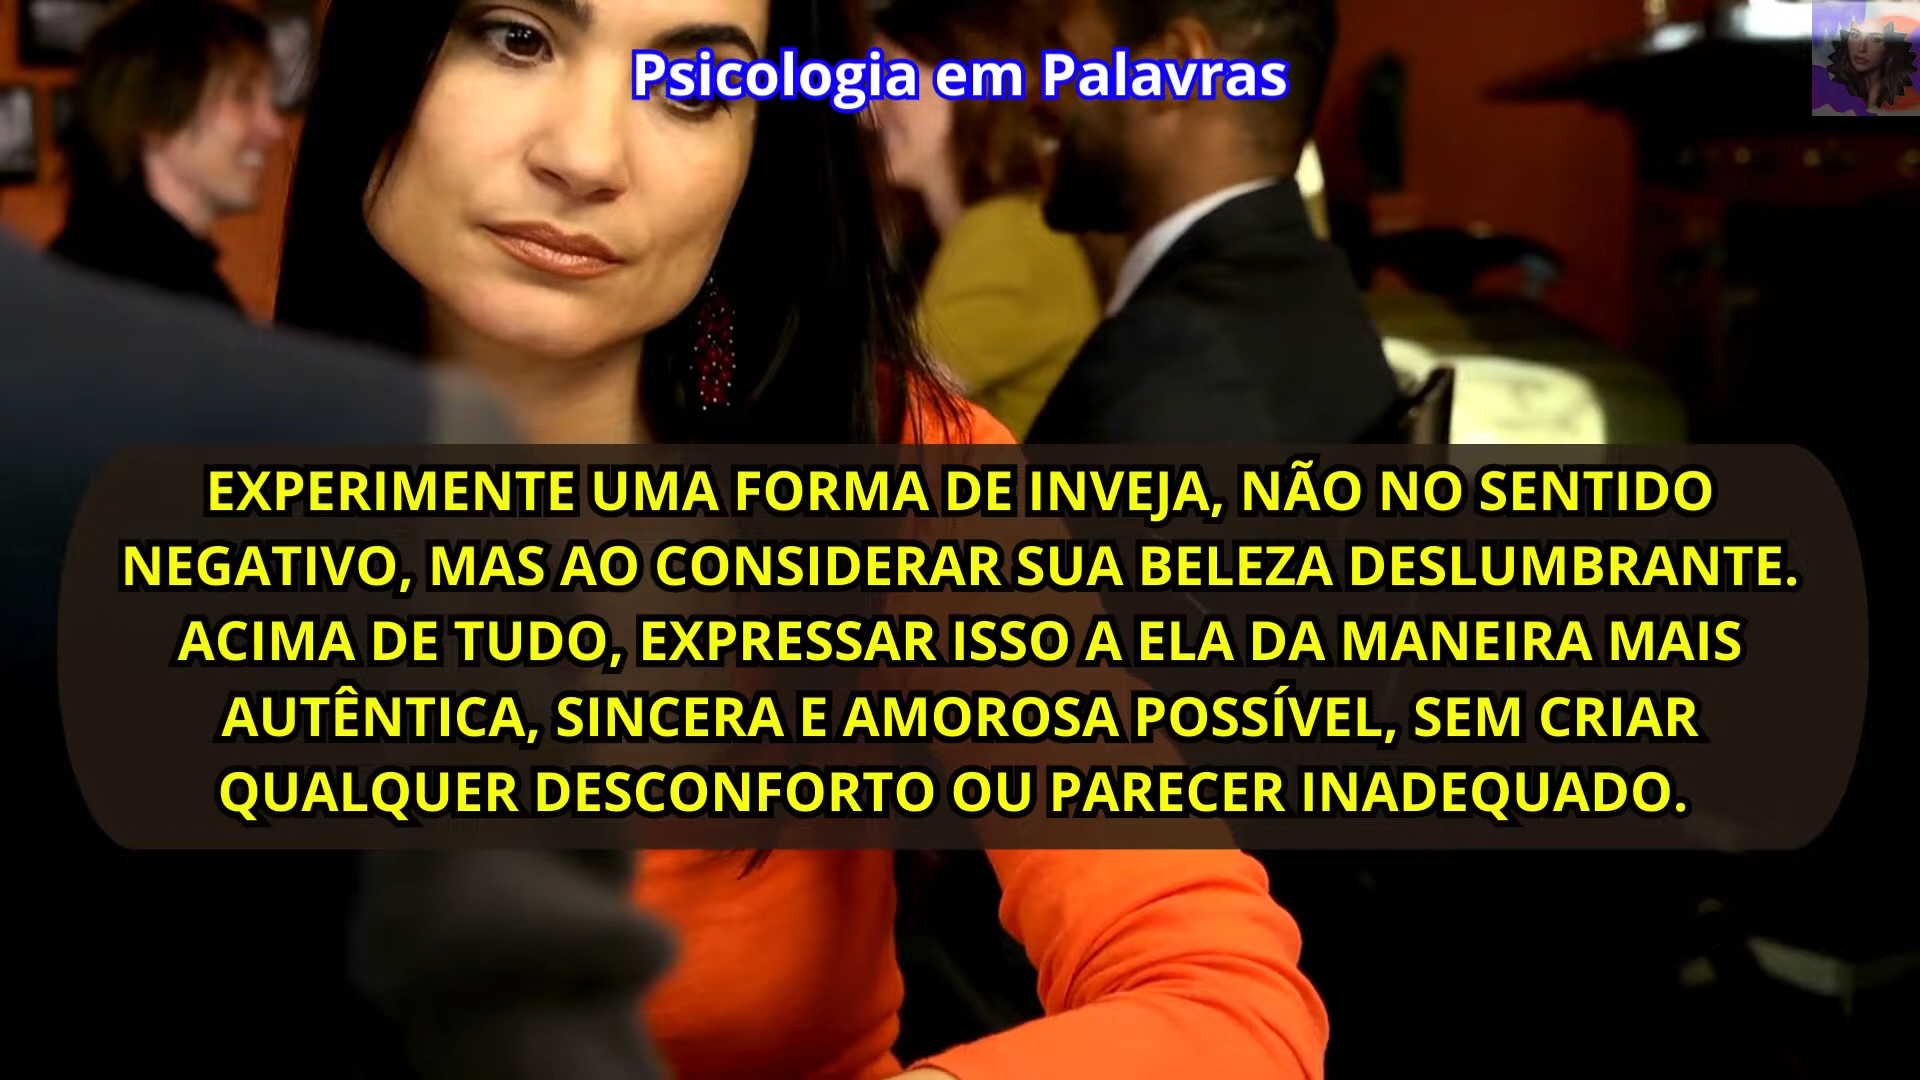 Psicologia em Palavras
EXPERIMENTE UMA FORMA DE INVEJA, NÃO NO SENTIDO
NEGATIVO, MAS AO CONSIDERAR SUA BELEZA DESLUMBRANTE.
ACIMA DE TUDO, EXPRESSAR ISSO A ELA DA MANEIRA MAIS
AUTÊNTICA, SINCERA E AMOROSA POSSÍVEL, SEM CRIAR
QUALQUER DESCONFORTO OU PARECER INADEQUADO.